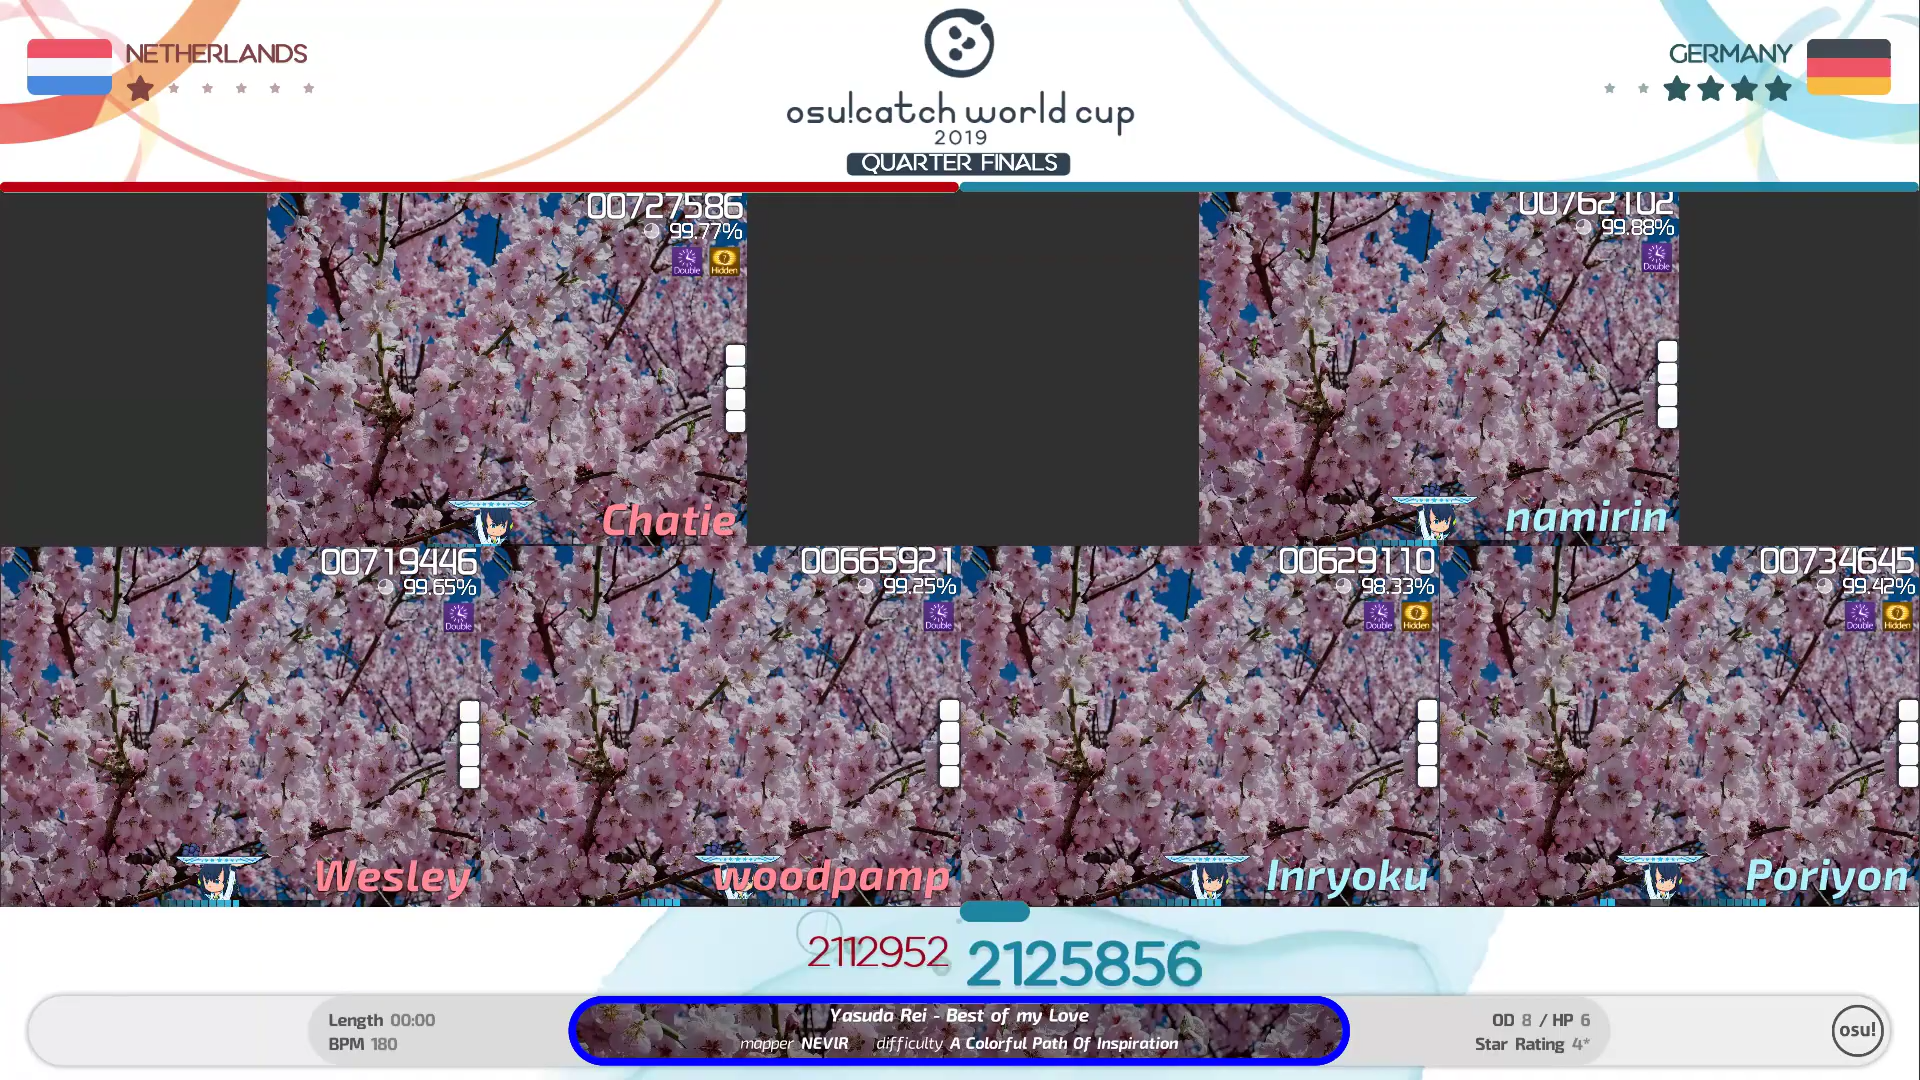 NETHERLANDS
GERMANY
osu!catch world cup
2019
QUARTER FINALS
00727586
99.77%
Double
Hidden
Chatie
00762102
99.88%
Double
namirin
00719446
99.65%
Double
Wesley
00665921
99.25%
Double
woodpamp
00629110
98.33%
Double
Hidden
Inryoku
00734645
99.42%
Double
Hidden
Poriyon
2112952
2125856
Length 00:00
BPM 180
Yasuda Rei - Best of my Love
mapper NEVIR difficulty A Colorful Path Of Inspiration
OD 8 / HP 6
Star Rating 4*
osu!